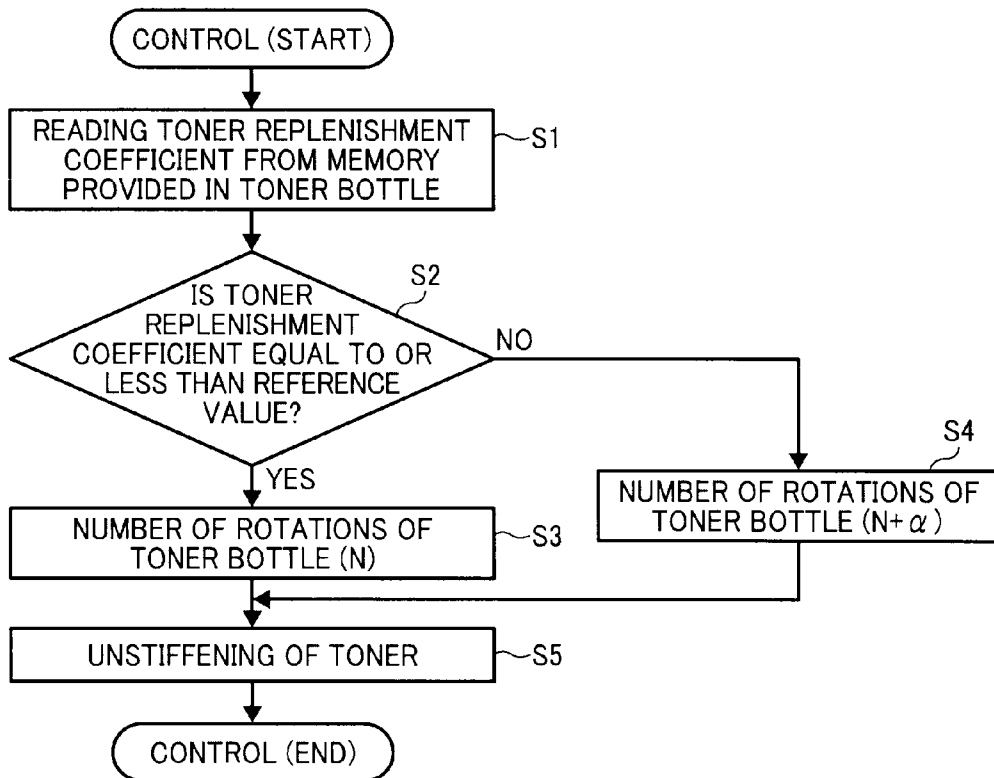 CONTROL (START)
READING TONER REPLENISHMENT
COEFFICIENT FROM MEMORY
PROVIDED IN TONER BOTTLE
S1
IS TONER
REPLENISHMENT
COEFFICIENT EQUAL TO OR
LESS THAN REFERENCE
VALUE?
S2
NO
YES
NUMBER OF ROTATIONS OF
TONER BOTTLE (N)
S3
S4
NUMBER OF ROTATIONS OF
TONER BOTTLE (N+α)
UNSTIFFENING OF TONER
S5
CONTROL (END)